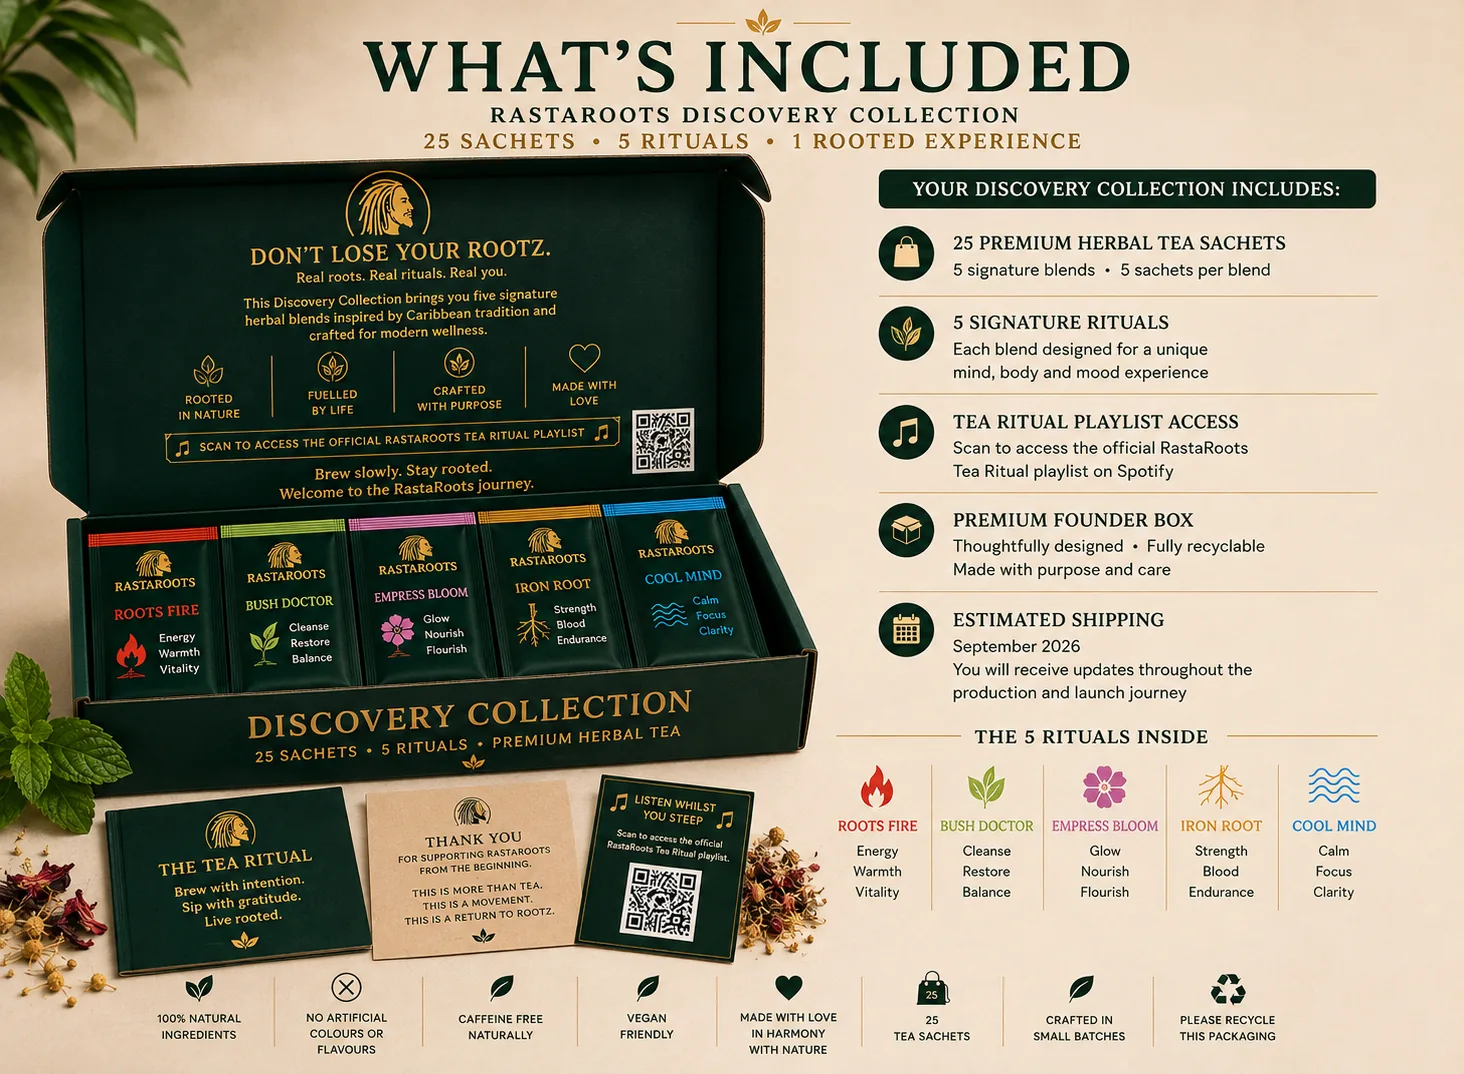 WHAT'S INCLUDED
RASTAROOTS DISCOVERY COLLECTION
25 SACHETS • 5 RITUALS • 1 ROOTED EXPERIENCE
DON'T LOSE YOUR ROOTZ.
Real roots. Real rituals. Real you.
This Discovery Collection brings you five signature
herbal blends inspired by Caribbean tradition and
crafted for modern wellness.
ROOTED
IN NATURE
FUELLED
BY LIFE
CRAFTED
WITH PURPOSE
MADE WITH
LOVE
SCAN TO ACCESS THE OFFICIAL RASTAROOTS TEA RITUAL PLAYLIST
Brew slowly. Stay rooted.
Welcome to the RastaRoots journey.
RASTAROOTS
ROOTS FIRE
Energy
Warmth
Vitality
RASTAROOTS
BUSH DOCTOR
Cleanse
Restore
Balance
RASTAROOTS
EMPRESS BLOOM
Glow
Nourish
Flourish
RASTAROOTS
IRON ROOT
Strength
Blood
Endurance
RASTAROOTS
COOL MIND
Calm
Focus
Clarity
DISCOVERY COLLECTION
25 SACHETS • 5 RITUALS • PREMIUM HERBAL TEA
THE TEA RITUAL
Brew with intention.
Sip with gratitude.
Live rooted.
THANK YOU
FOR SUPPORTING RASTAROOTS
FROM THE BEGINNING.
THIS IS MORE THAN TEA.
THIS IS A MOVEMENT.
THIS IS A RETURN TO ROOTZ.
LISTEN WHILST
YOU STEEP
Scan to access the official
RastaRoots Tea Ritual playlist.
YOUR DISCOVERY COLLECTION INCLUDES:
25 PREMIUM HERBAL TEA SACHETS
5 signature blends • 5 sachets per blend
5 SIGNATURE RITUALS
Each blend designed for a unique
mind, body and mood experience
TEA RITUAL PLAYLIST ACCESS
Scan to access the official RastaRoots
Tea Ritual playlist on Spotify
PREMIUM FOUNDER BOX
Thoughtfully designed • Fully recyclable
Made with purpose and care
ESTIMATED SHIPPING
September 2026
You will receive updates throughout the
production and launch journey
THE 5 RITUALS INSIDE
ROOTS FIRE
Energy
Warmth
Vitality
BUSH DOCTOR
Cleanse
Restore
Balance
EMPRESS BLOOM
Glow
Nourish
Flourish
IRON ROOT
Strength
Blood
Endurance
COOL MIND
Calm
Focus
Clarity
100% NATURAL
INGREDIENTS
NO ARTIFICIAL
COLOURS OR
FLAVOURS
CAFFEINE FREE
NATURALLY
VEGAN
FRIENDLY
MADE WITH LOVE
IN HARMONY
WITH NATURE
25
25
TEA SACHETS
CRAFTED IN
SMALL BATCHES
PLEASE RECYCLE
THIS PACKAGING